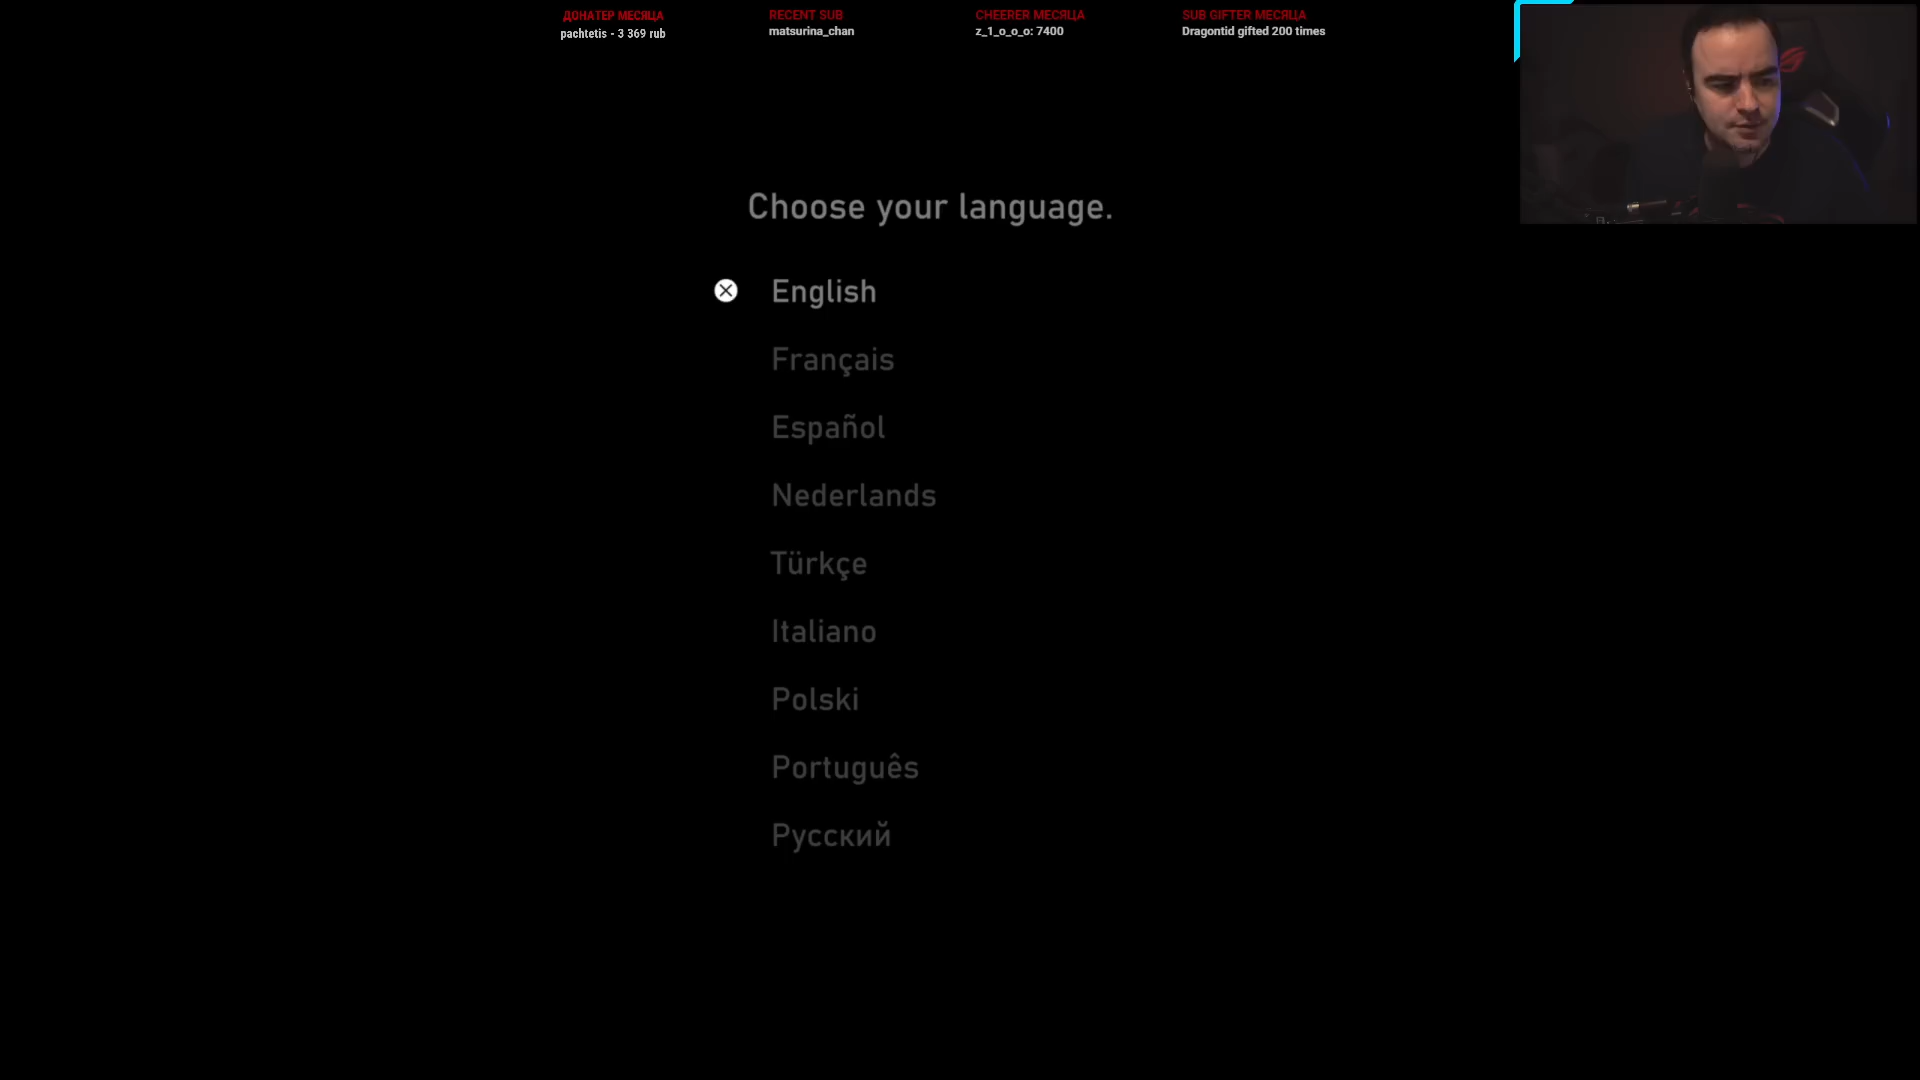 ДОНАТЕР МЕСЯЦА
pachtetis - 3 369 rub
RECENT SUB
matsurina_chan
CHEERER МЕСЯЦА
z_1_o_o_o: 7400
SUB GIFTER МЕСЯЦА
Dragontid gifted 200 times
Choose your language.
English
Français
Español
Nederlands
Türkçe
Italiano
Polski
Português
Русский